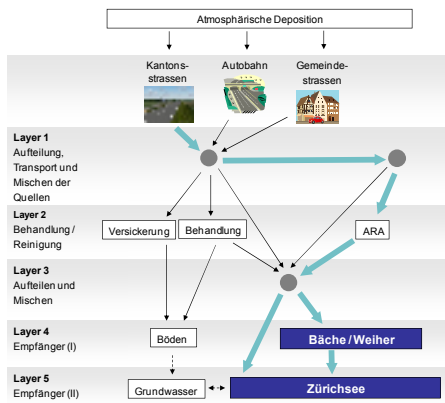 Atmosphärische Deposition
Kantons-
strassen
Autobahn
Gemeinde-
strassen
Layer 1
Aufteilung,
Transport und
Mischen der
Quellen
Layer 2
Behandlung /
Reinigung
Versickerung
Behandlung
ARA
Layer 3
Aufteilen und
Mischen
Layer 4
Empfänger (I)
Böden
Bäche / Weiher
Layer 5
Empfänger (II)
Grundwasser
Zürichsee